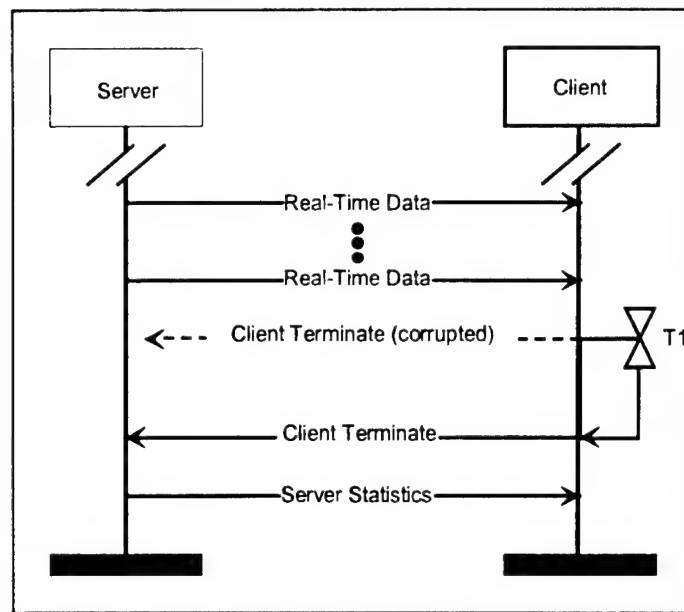 Server
Client
Real-Time Data
Real-Time Data
Client Terminate (corrupted)
T1
Client Terminate
Server Statistics